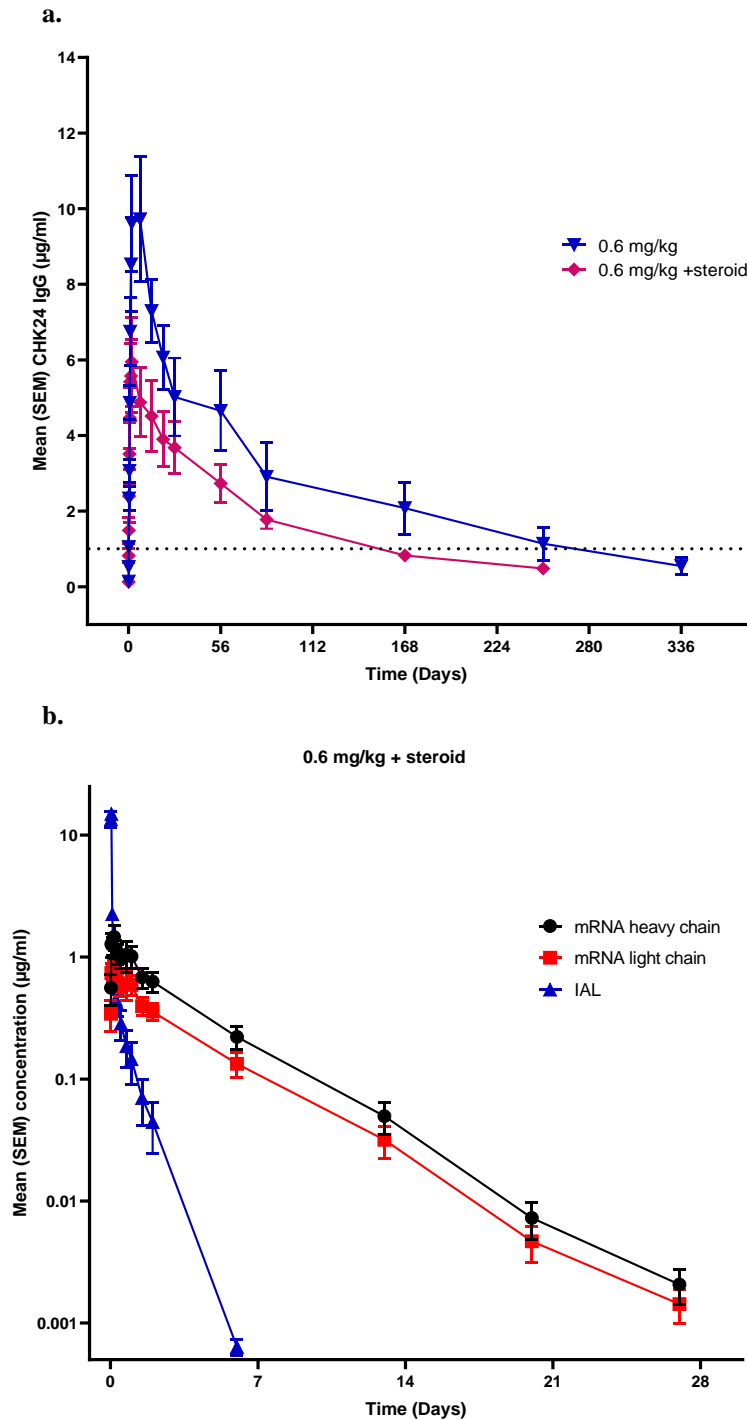 a.
14
12
10
8
6
4
2
0
Mean (SEM) CHK24 IgG (µg/ml)
0.6 mg/kg
0.6 mg/kg +steroid
0 56 112 168 224 280 336
Time (Days)
b.
0.6 mg/kg + steroid
10
1
0.1
0.01
0.001
Mean (SEM) concentration (µg/ml)
mRNA heavy chain
mRNA light chain
IAL
0 7 14 21 28
Time (Days)